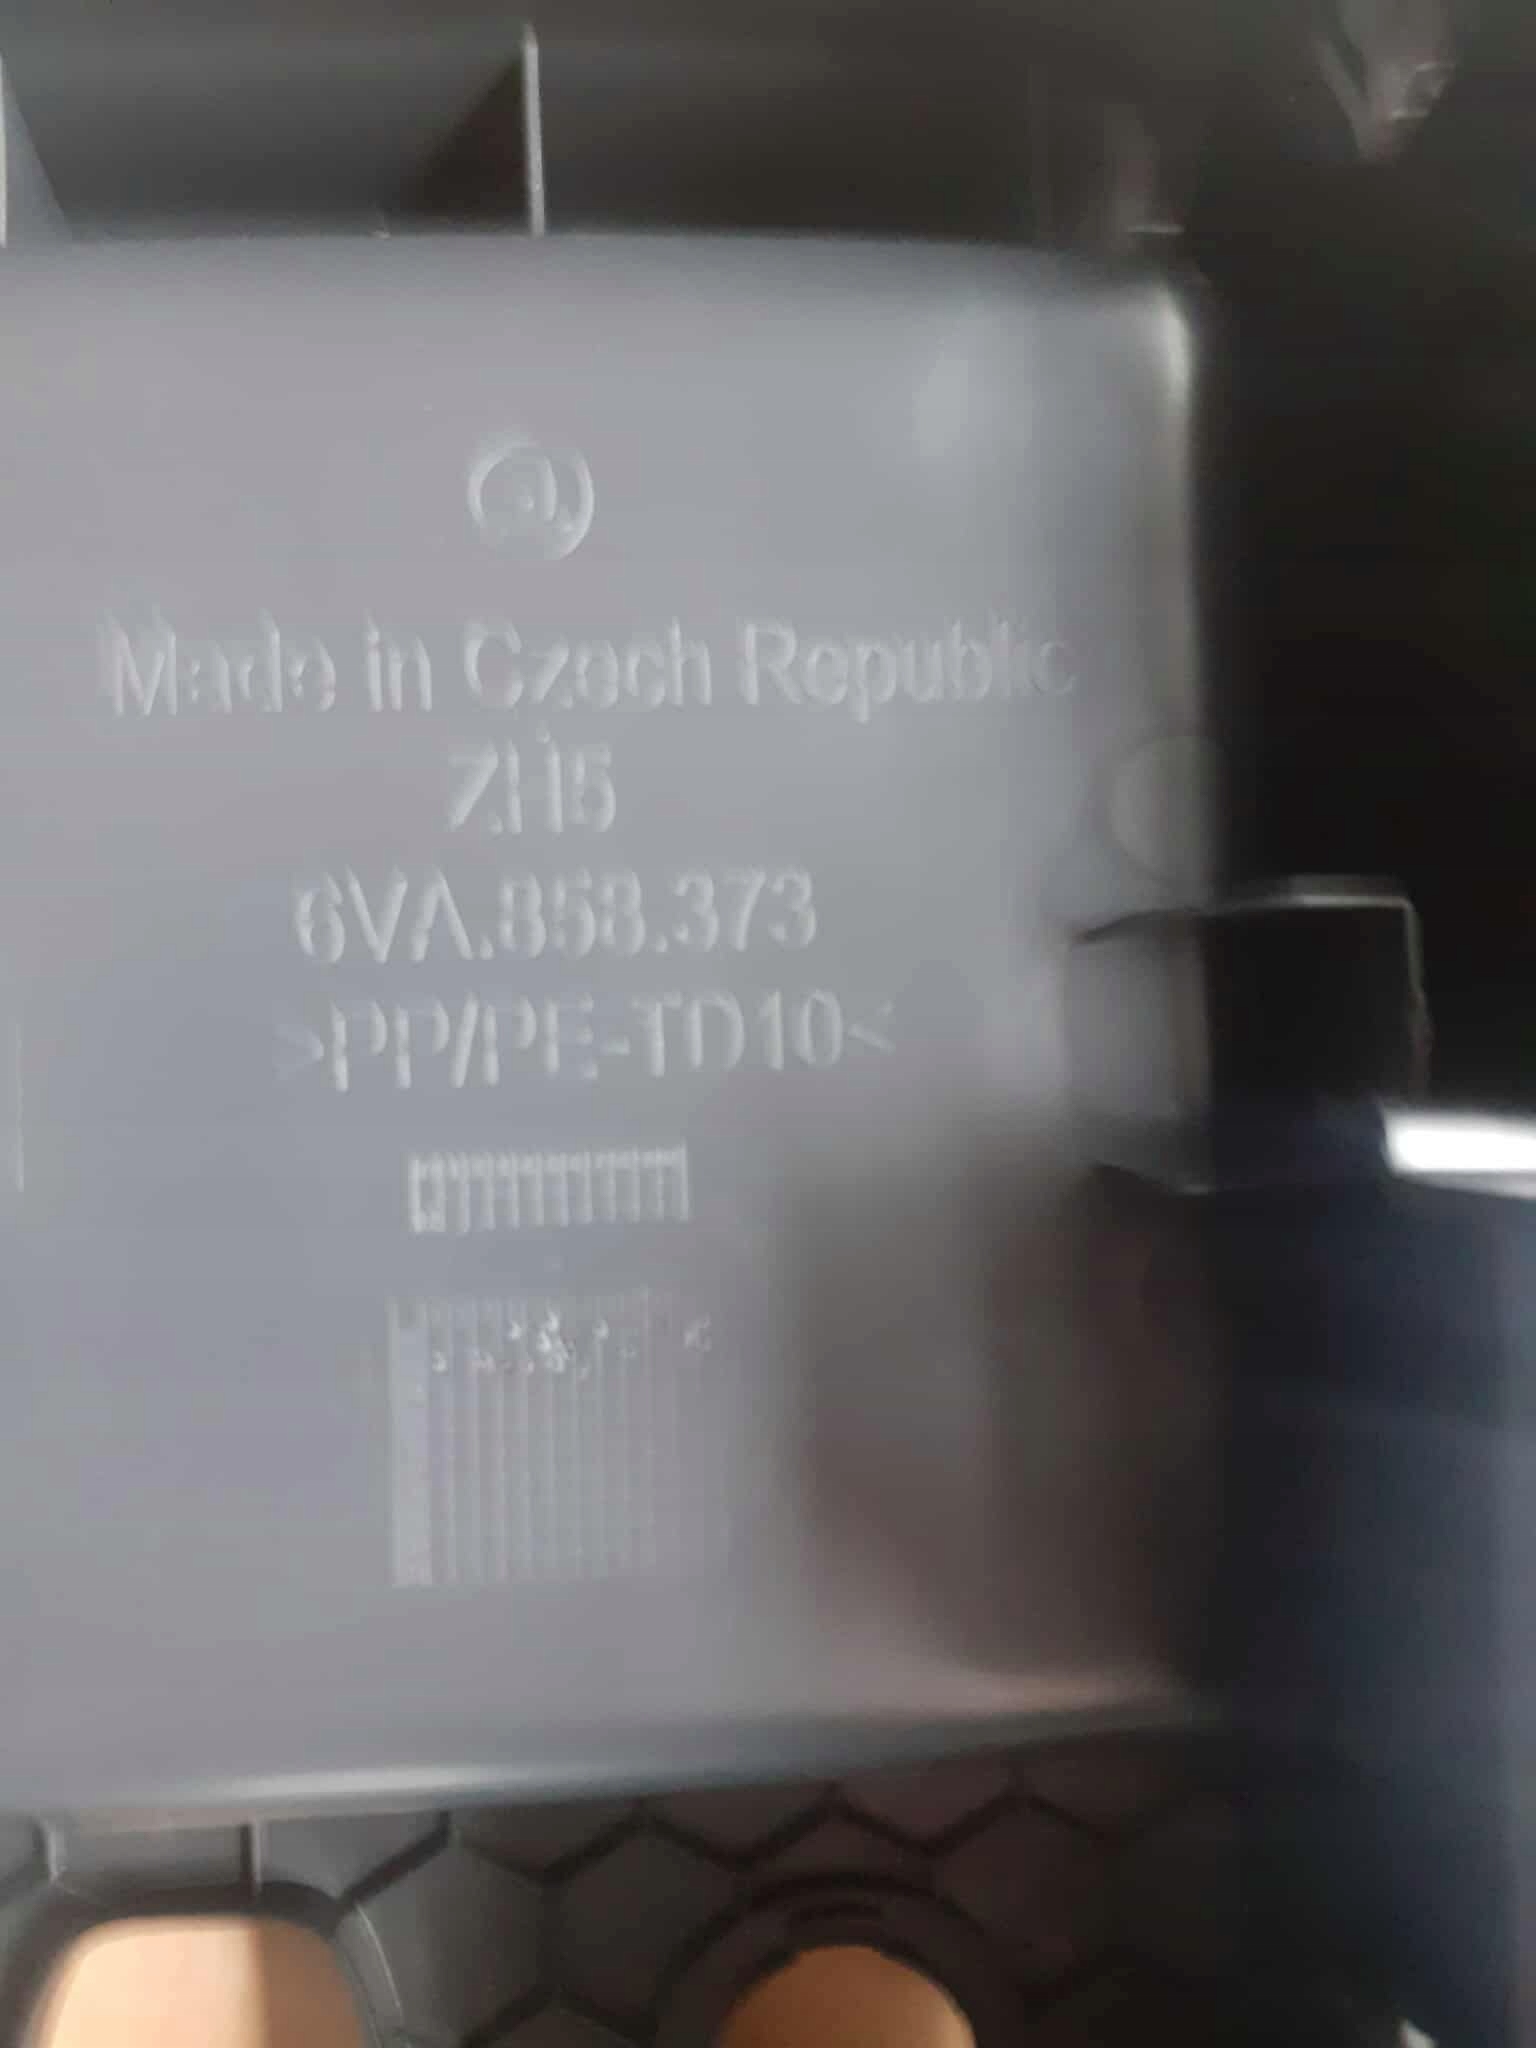 Made in Czech Republic
ZH5
6VA.858.373
>PP/PE-TD10<